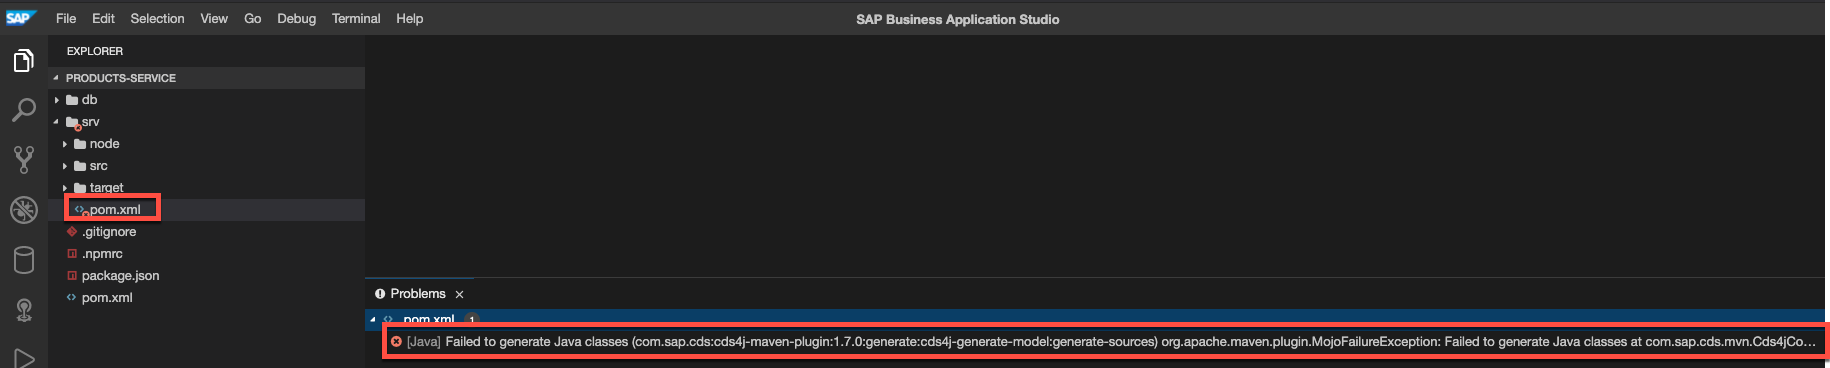 SAP File Edit Selection View Go Debug Terminal Help SAP Business Application Studio
EXPLORER
PRODUCTS-SERVICE
db
srv
node
src
target
pom.xml
.gitignore
.npmrc
package.json
pom.xml
Problems
pom.xml 1
[Java] Failed to generate Java classes (com.sap.cds:cds4j-maven-plugin:1.7.0:generate:cds4j-generate-model:generate-sources) org.apache.maven.plugin.MojoFailureException: Failed to generate Java classes at com.sap.cds.mvn.Cds4jCo…